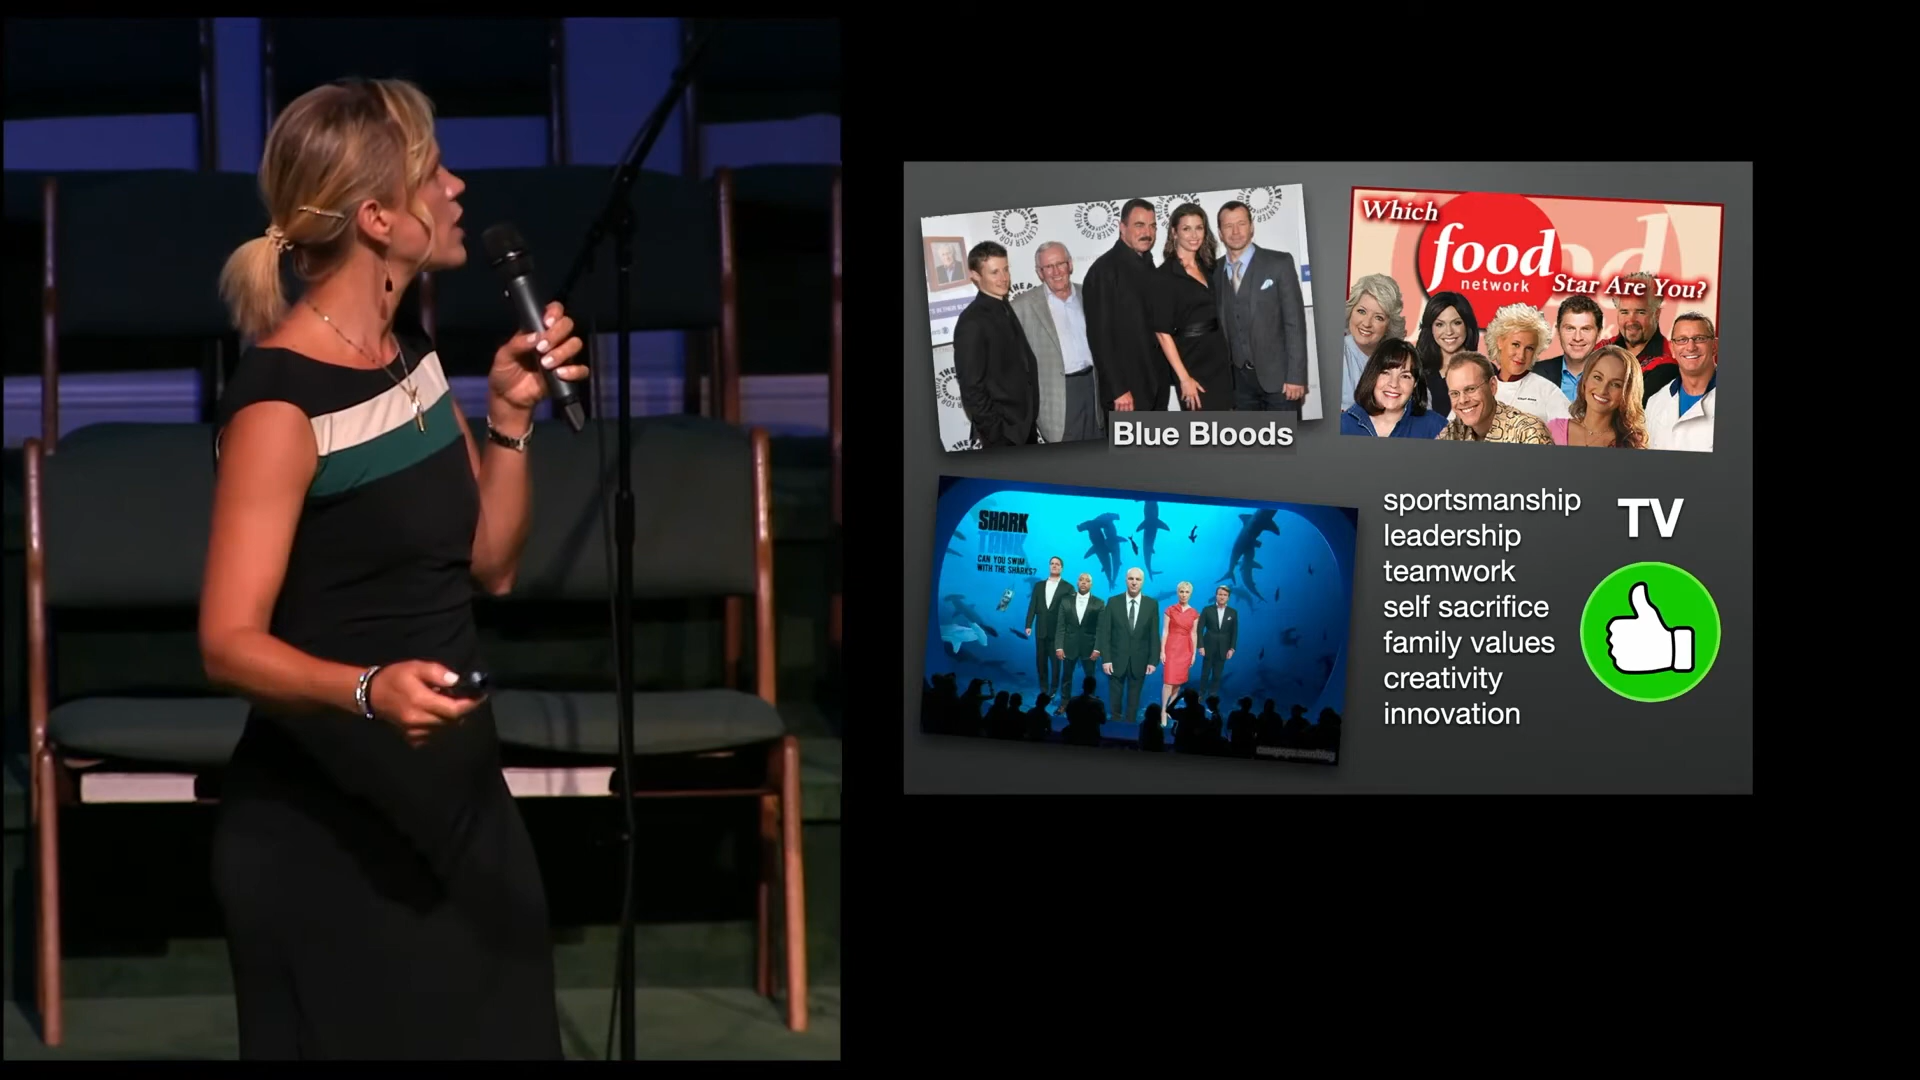 Blue Bloods
Which
food
network
Star Are You?
SHARK
TANK
CAN YOU SWIM
WITH THE SHARKS?
sportsmanship
leadership
teamwork
self sacrifice
family values
creativity
innovation
TV